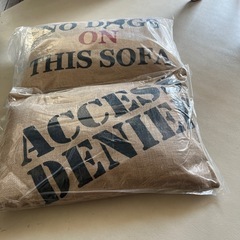 NO DOGS
ON
THIS SOFA
ACCESS
DENIED